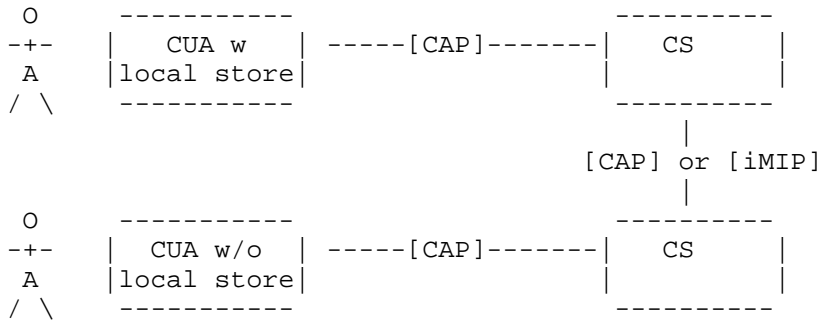 O      -----------                    ----------
 -+-    |   CUA w   | -----[CAP]-------|   CS     |
  A     |local store|                  |          |
 / \     -----------                    ----------
                                            |
                                     [CAP] or [iMIP]
                                            |
  O      -----------                    ----------
 -+-    |  CUA w/o  | -----[CAP]-------|   CS     |
  A     |local store|                  |          |
 / \     -----------                    ----------